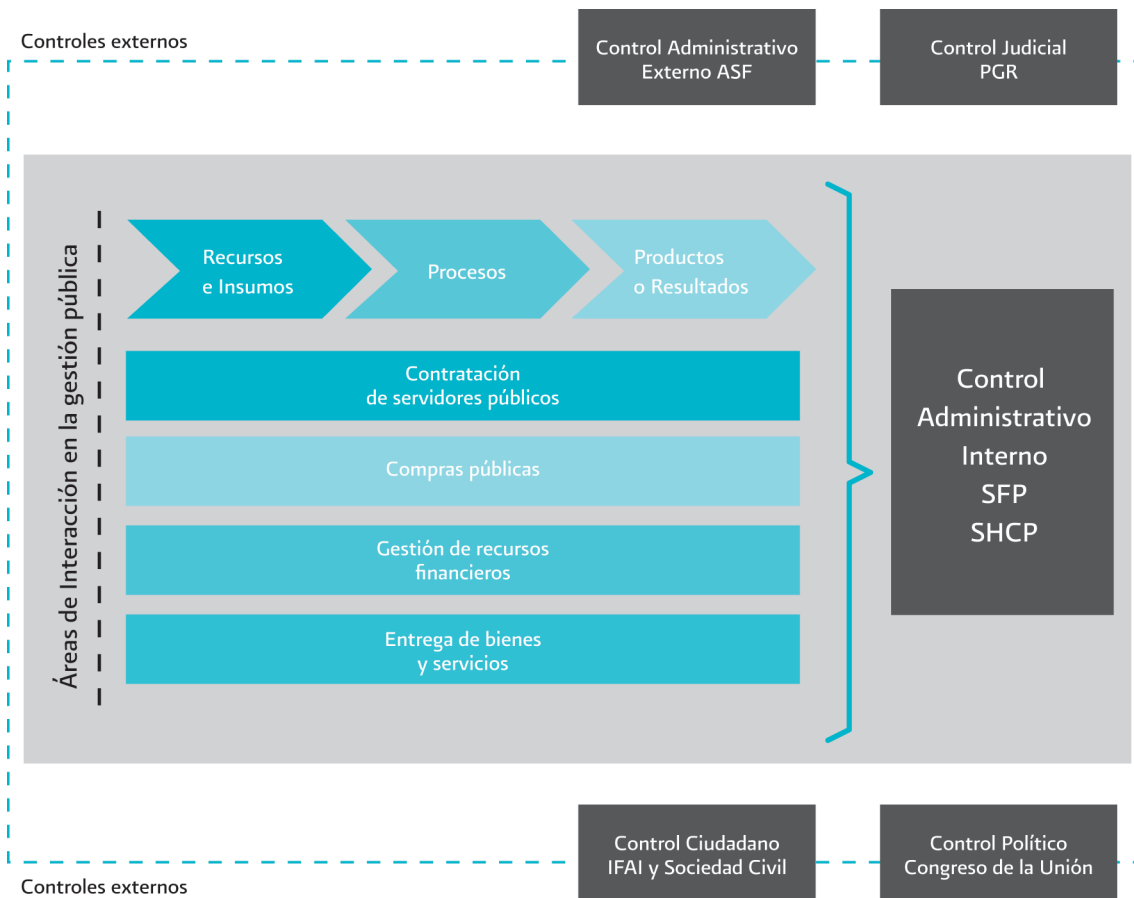 Controles externos
Control Administrativo
Externo ASF
Control Judicial
PGR
Áreas de Interacción en la gestión pública
Recursos
e Insumos
Procesos
Productos
o Resultados
Contratación
de servidores públicos
Compras públicas
Gestión de recursos
financieros
Entrega de bienes
y servicios
Control
Administrativo
Interno
SFP
SHCP
Control Ciudadano
IFAI y Sociedad Civil
Control Político
Congreso de la Unión
Controles externos